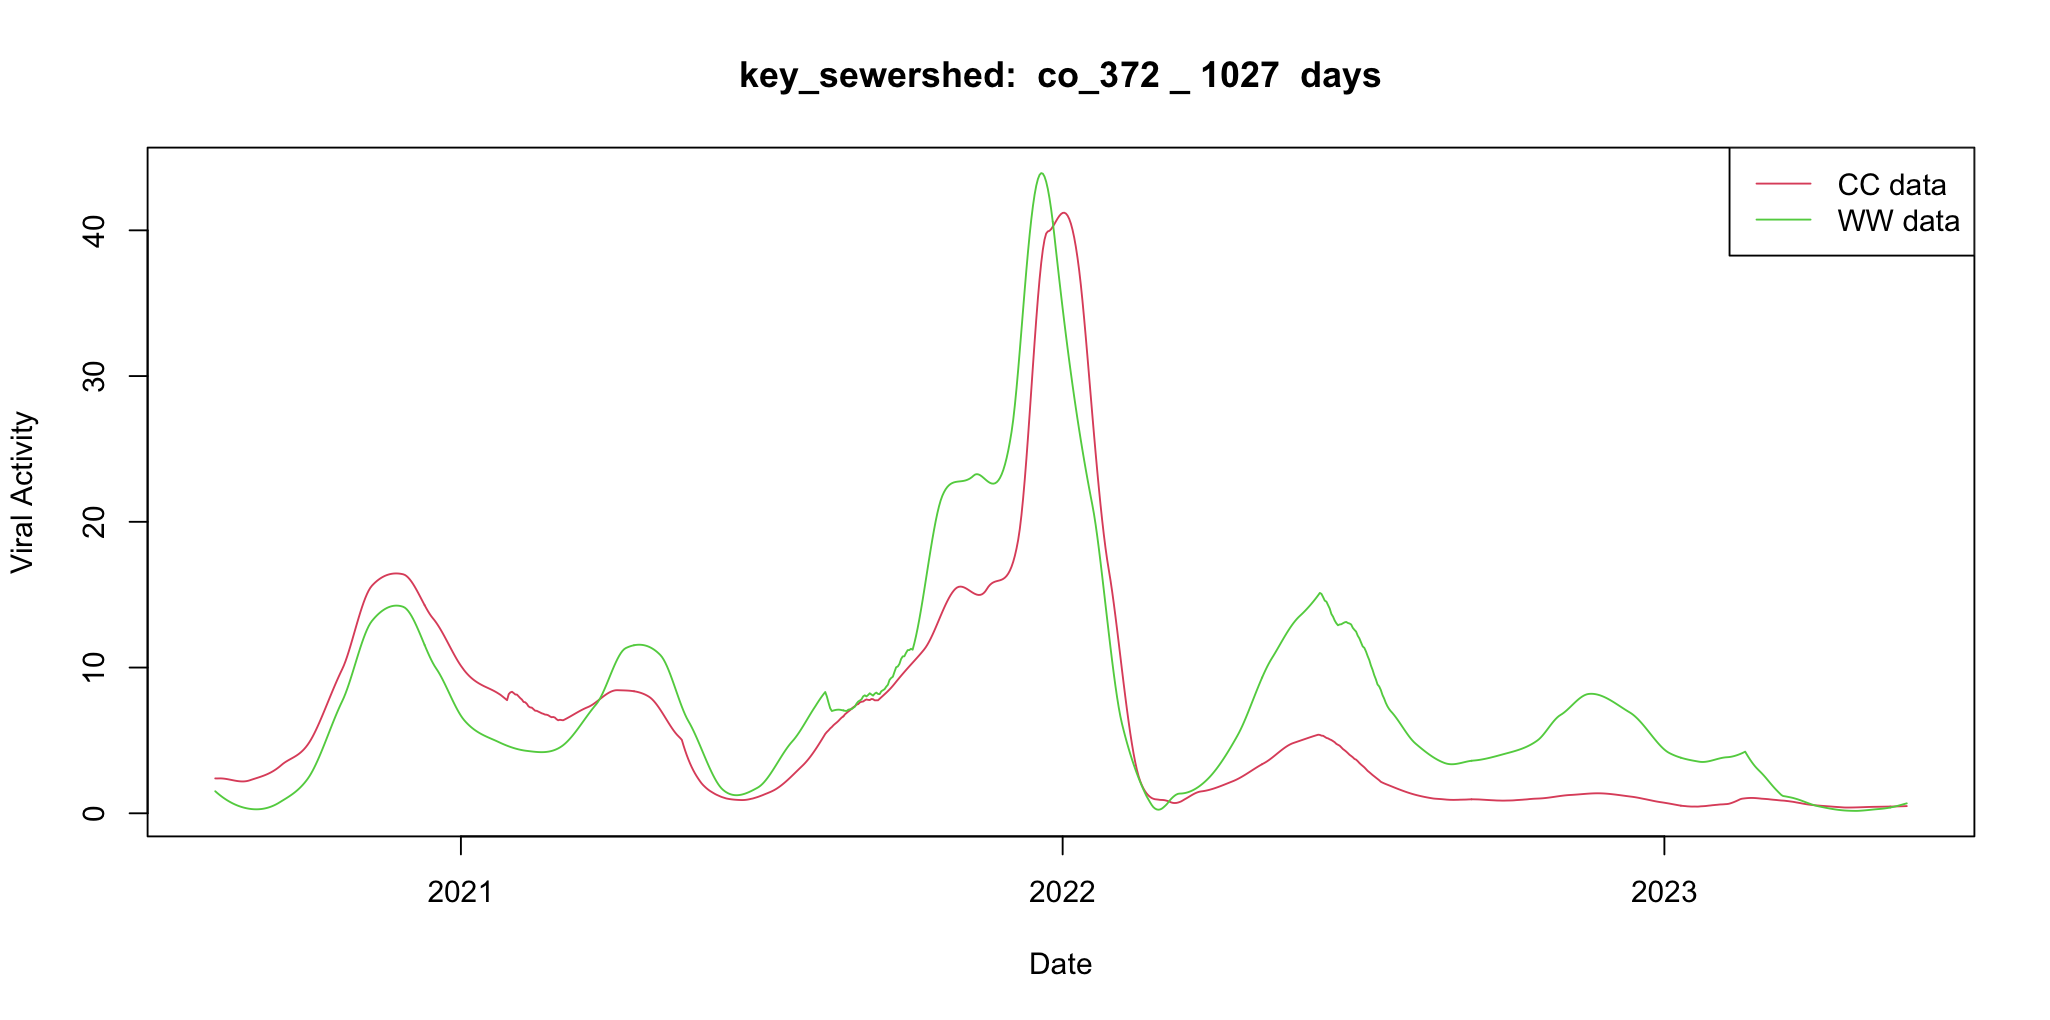 key_sewershed: co_372 _ 1027 days
CC data
WW data
Viral Activity
40
30
20
10
0
2021 2022 2023
Date